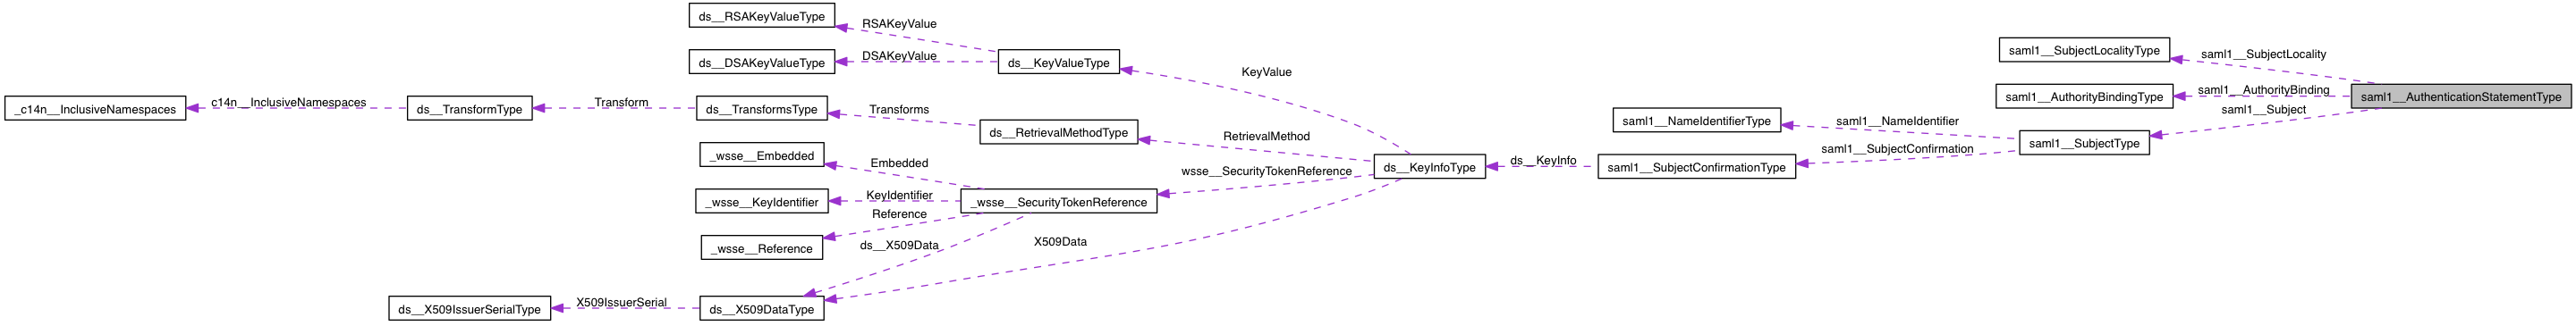 ds__RSAKeyValueType
RSAKeyValue
ds__DSAKeyValueType
DSAKeyValue
ds__KeyValueType
KeyValue
saml1__SubjectLocalityType
saml1__SubjectLocality
_c14n__InclusiveNamespaces
c14n__InclusiveNamespaces
ds__TransformType
Transform
ds__TransformsType
Transforms
ds__RetrievalMethodType
RetrievalMethod
saml1__AuthorityBindingType
saml1__AuthorityBinding
saml1__AuthenticationStatementType
saml1__Subject
saml1__NameIdentifierType
saml1__NameIdentifier
saml1__SubjectType
_wsse__Embedded
Embedded
ds__KeyInfoType
ds__KeyInfo
saml1__SubjectConfirmationType
saml1__SubjectConfirmation
wsse__SecurityTokenReference
_wsse__KeyIdentifier
KeyIdentifier
_wsse__SecurityTokenReference
Reference
_wsse__Reference
ds__X509Data
X509Data
ds__X509IssuerSerialType
X509IssuerSerial
ds__X509DataType